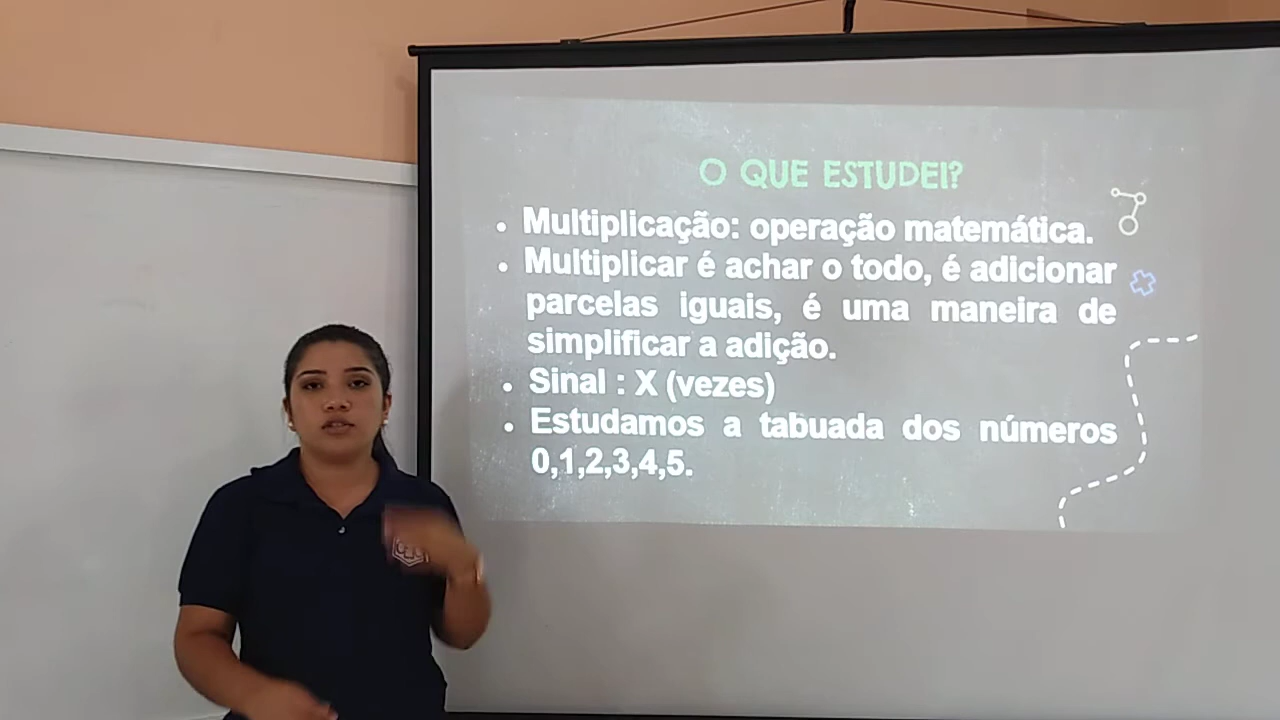 O QUE ESTUDEI?
• Multiplicação: operação matemática.
• Multiplicar é achar o todo, é adicionar
parcelas iguais, é uma maneira de
simplificar a adição.
• Sinal : X (vezes)
• Estudamos a tabuada dos números
0,1,2,3,4,5.